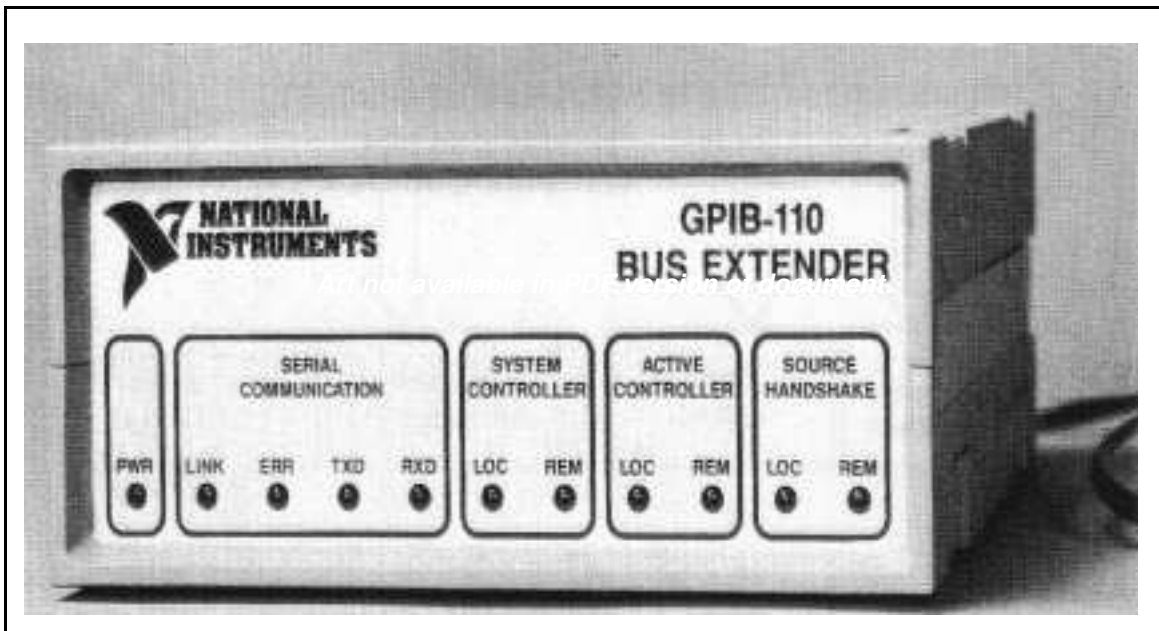 NATIONAL
INSTRUMENTS
GPIB-110
BUS EXTENDER
Art not available in PDF version of document.
SERIAL
COMMUNICATION
SYSTEM
CONTROLLER
ACTIVE
CONTROLLER
SOURCE
HANDSHAKE
PWR
LINK
ERR
TXD
RXD
LOC
REM
LOC
REM
LOC
REM